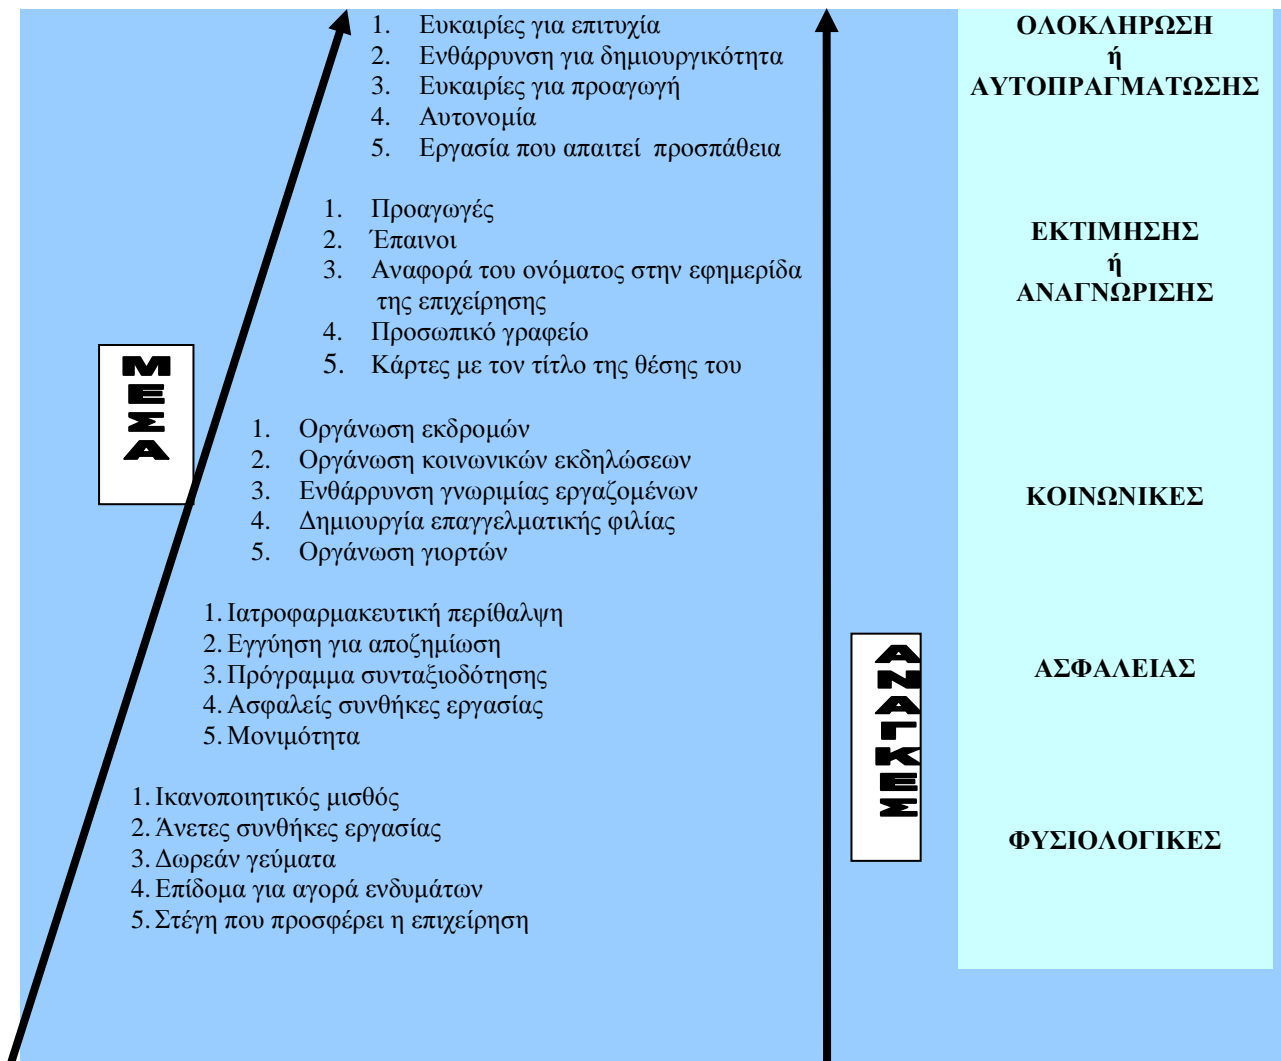 1. Ευκαιρίες για επιτυχία
2. Ενθάρρυνση για δημιουργικότητα
3. Ευκαιρίες για προαγωγή
4. Αυτονομία
5. Εργασία που απαιτεί προσπάθεια
ΟΛΟΚΛΗΡΩΣΗ
ή
ΑΥΤΟΠΡΑΓΜΑΤΩΣΗΣ
1. Προαγωγές
2. Έπαινοι
3. Αναφορά του ονόματος στην εφημερίδα
της επιχείρησης
4. Προσωπικό γραφείο
5. Κάρτες με τον τίτλο της θέσης του
ΕΚΤΙΜΗΣΗΣ
ή
ΑΝΑΓΝΩΡΙΣΗΣ
ΜΕΣΑ
1. Οργάνωση εκδρομών
2. Οργάνωση κοινωνικών εκδηλώσεων
3. Ενθάρρυνση γνωριμίας εργαζομένων
4. Δημιουργία επαγγελματικής φιλίας
5. Οργάνωση γιορτών
ΚΟΙΝΩΝΙΚΕΣ
1. Ιατροφαρμακευτική περίθαλψη
2. Εγγύηση για αποζημίωση
3. Πρόγραμμα συνταξιοδότησης
4. Ασφαλείς συνθήκες εργασίας
5. Μονιμότητα
ΑΝΑΓΚΕΣ
ΑΣΦΑΛΕΙΑΣ
1. Ικανοποιητικός μισθός
2. Άνετες συνθήκες εργασίας
3. Δωρεάν γεύματα
4. Επίδομα για αγορά ενδυμάτων
5. Στέγη που προσφέρει η επιχείρηση
ΦΥΣΙΟΛΟΓΙΚΕΣ